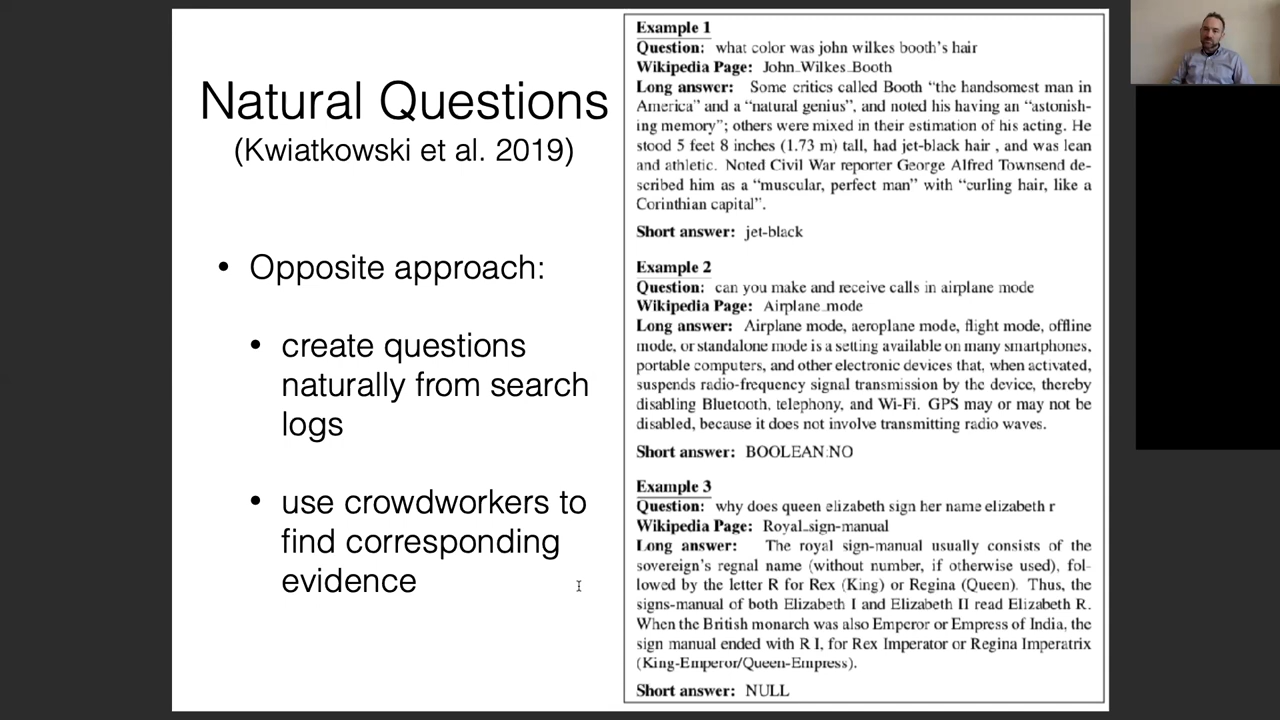 Natural Questions
(Kwiatkowski et al. 2019)
• Opposite approach:
• create questions
naturally from search
logs
• use crowdworkers to
find corresponding
evidence
Example 1
Question: what color was john wilkes booth's hair
Wikipedia Page: John_Wilkes_Booth
Long answer: Some critics called Booth “the handsomest man in
America” and a “natural genius”, and noted his having an “astonish-
ing memory”; others were mixed in their estimation of his acting. He
stood 5 feet 8 inches (1.73 m) tall, had jet-black hair , and was lean
and athletic. Noted Civil War reporter George Alfred Townsend de-
scribed him as a “muscular, perfect man” with “curling hair, like a
Corinthian capital”.
Short answer: jet-black
Example 2
Question: can you make and receive calls in airplane mode
Wikipedia Page: Airplane_mode
Long answer: Airplane mode, aeroplane mode, flight mode, offline
mode, or standalone mode is a setting available on many smartphones,
portable computers, and other electronic devices that, when activated,
suspends radio-frequency signal transmission by the device, thereby
disabling Bluetooth, telephony, and Wi-Fi. GPS may or may not be
disabled, because it does not involve transmitting radio waves.
Short answer: BOOLEAN:NO
Example 3
Question: why does queen elizabeth sign her name elizabeth r
Wikipedia Page: Royal_sign-manual
Long answer: The royal sign-manual usually consists of the
sovereign's regnal name (without number, if otherwise used), fol-
lowed by the letter R for Rex (King) or Regina (Queen). Thus, the
signs-manual of both Elizabeth I and Elizabeth II read Elizabeth R.
When the British monarch was also Emperor or Empress of India, the
sign manual ended with R I, for Rex Imperator or Regina Imperatrix
(King-Emperor/Queen-Empress).
Short answer: NULL